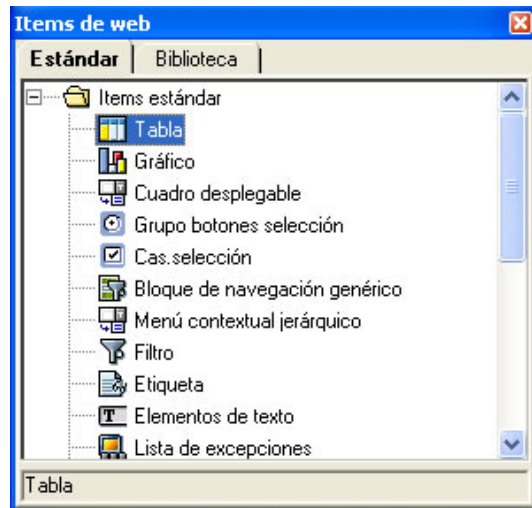 Items de web
Estándar Biblioteca
Items estándar
Tabla
Gráfico
Cuadro desplegable
Grupo botones selección
Cas.selección
Bloque de navegación genérico
Menú contextual jerárquico
Filtro
Etiqueta
T Elementos de texto
Lista de excepciones
Tabla